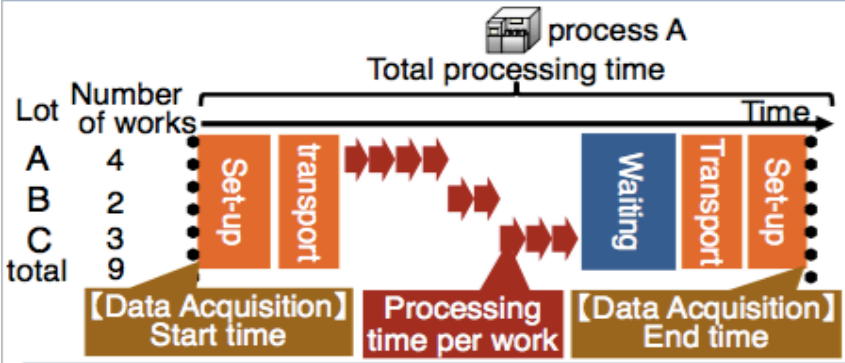 process A
Total processing time
Lot
Number
of works
Time
A 4
B 2
C 3
total 9
Set-up
transport
Waiting
Transport
Set-up
【Data Acquisition】
Start time
Processing
time per work
【Data Acquisition】
End time